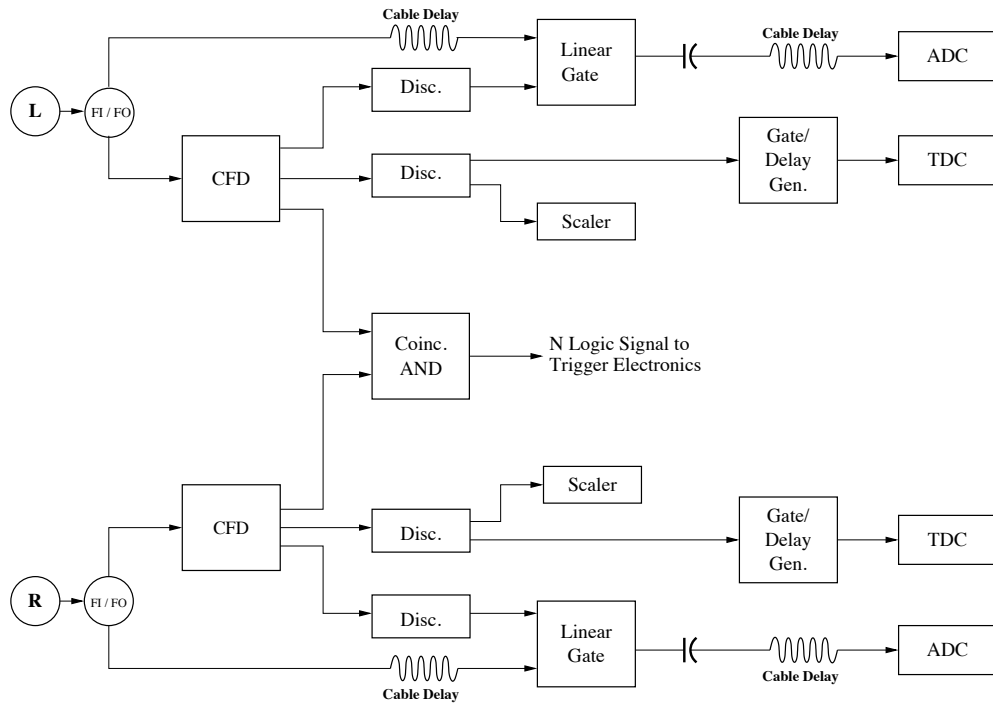 Cable Delay
Linear
Gate
Cable Delay
ADC
L
FI / FO
Disc.
CFD
Disc.
Gate/
Delay
Gen.
TDC
Scaler
Coinc.
AND
N Logic Signal to
Trigger Electronics
Scaler
CFD
Disc.
Gate/
Delay
Gen.
TDC
R
FI / FO
Disc.
Linear
Gate
ADC
Cable Delay
Cable Delay